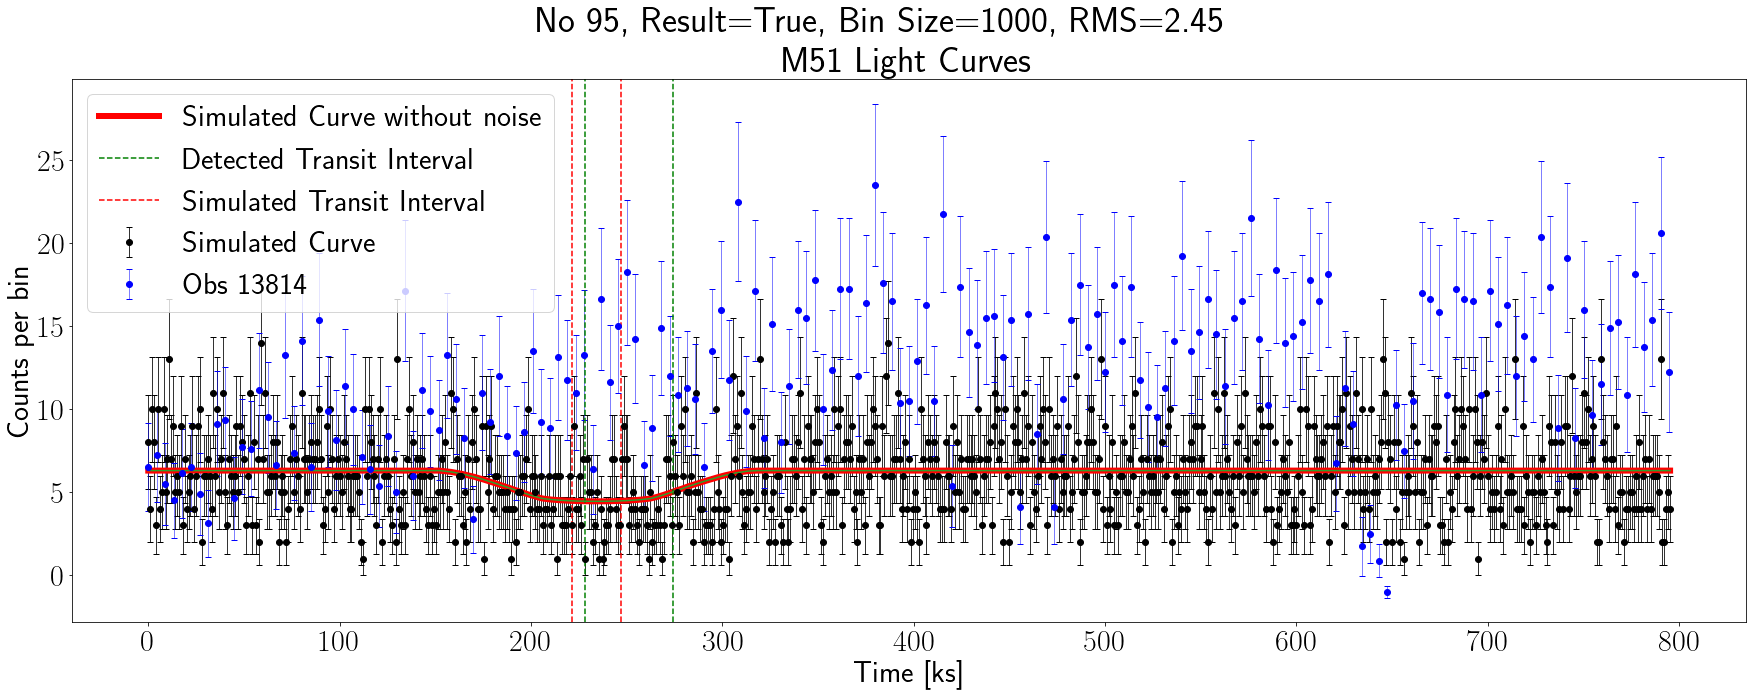 No 95, Result=True, Bin Size=1000, RMS=2.45
M51 Light Curves
Simulated Curve without noise
Detected Transit Interval
Simulated Transit Interval
Simulated Curve
Obs 13814
Counts per bin
25
20
15
10
5
0
0 100 200 300 400 500 600 700 800
Time [ks]